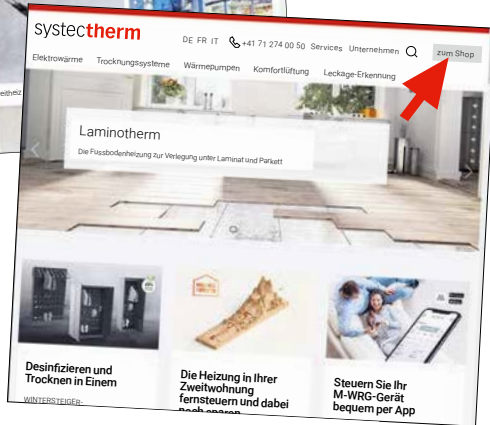 systectherm
DE FR IT +41 71 274 00 50 Services Unternehmen zum Shop
Elektrowärme Trocknungssysteme Wärmepumpen Komfortlüftung Leckage-Erkennung
Laminotherm
Die Fussbodenheizung zur Verlegung unter Laminat und Parkett
Desinfizieren und
Trocknen in Einem
WINTERSTEIGER-
Die Heizung in Ihrer
Zweitwohnung
fernsteuern und dabei
noch sparen
Steuern Sie Ihr
M-WRG-Gerät
bequem per App